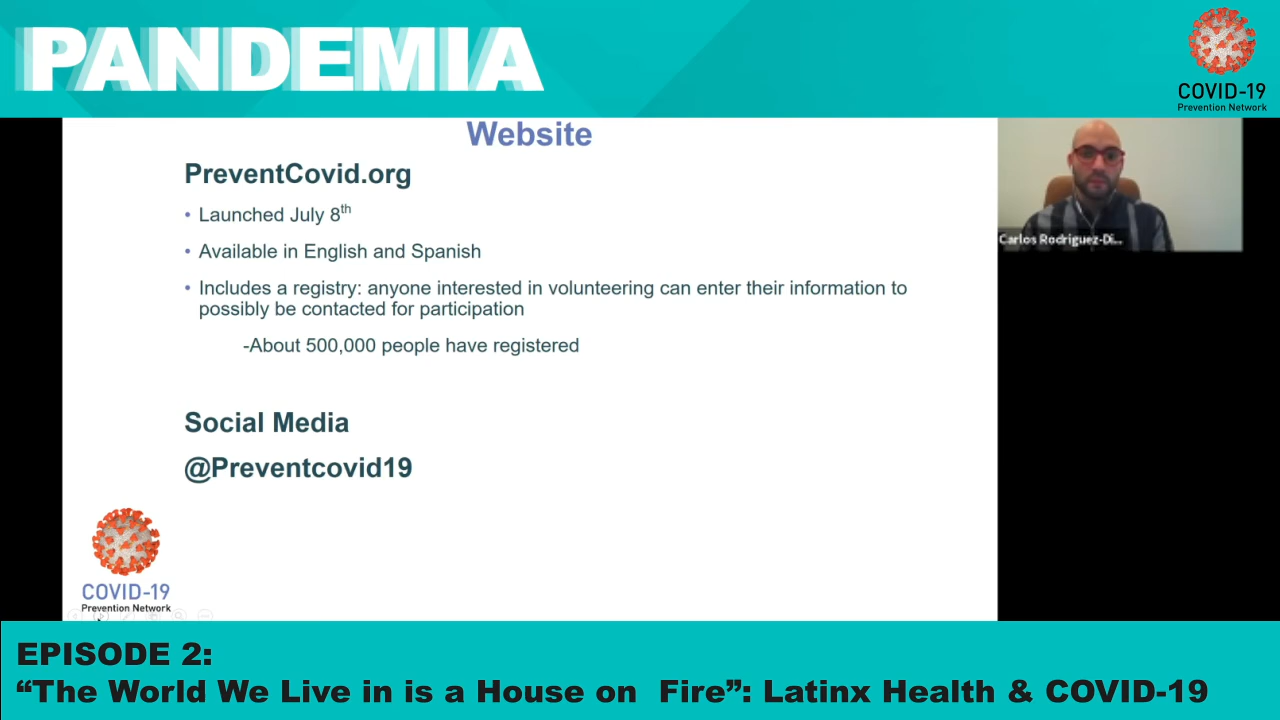 PANDEMIA
COVID-19
Prevention Network
Website
PreventCovid.org
• Launched July 8th
• Available in English and Spanish
• Includes a registry: anyone interested in volunteering can enter their information to
possibly be contacted for participation
-About 500,000 people have registered
Social Media
@Preventcovid19
Carlos Rodriguez-Di...
COVID-19
Prevention Network
EPISODE 2:
“The World We Live in is a House on Fire”: Latinx Health & COVID-19